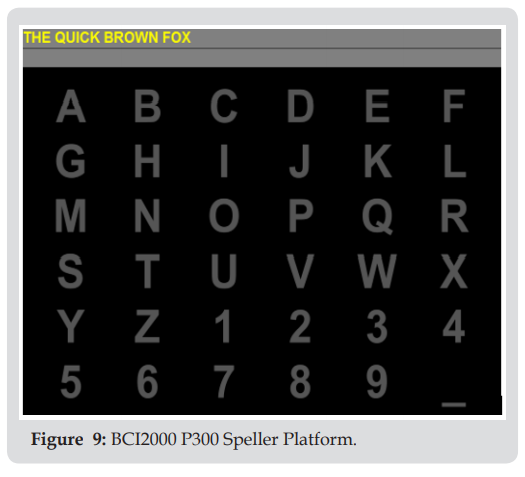 THE QUICK BROWN FOX
A B C D E F
G H I J K L
M N O P Q R
S T U V W X
Y Z 1 2 3 4
5 6 7 8 9 _
Figure 9: BCI2000 P300 Speller Platform.